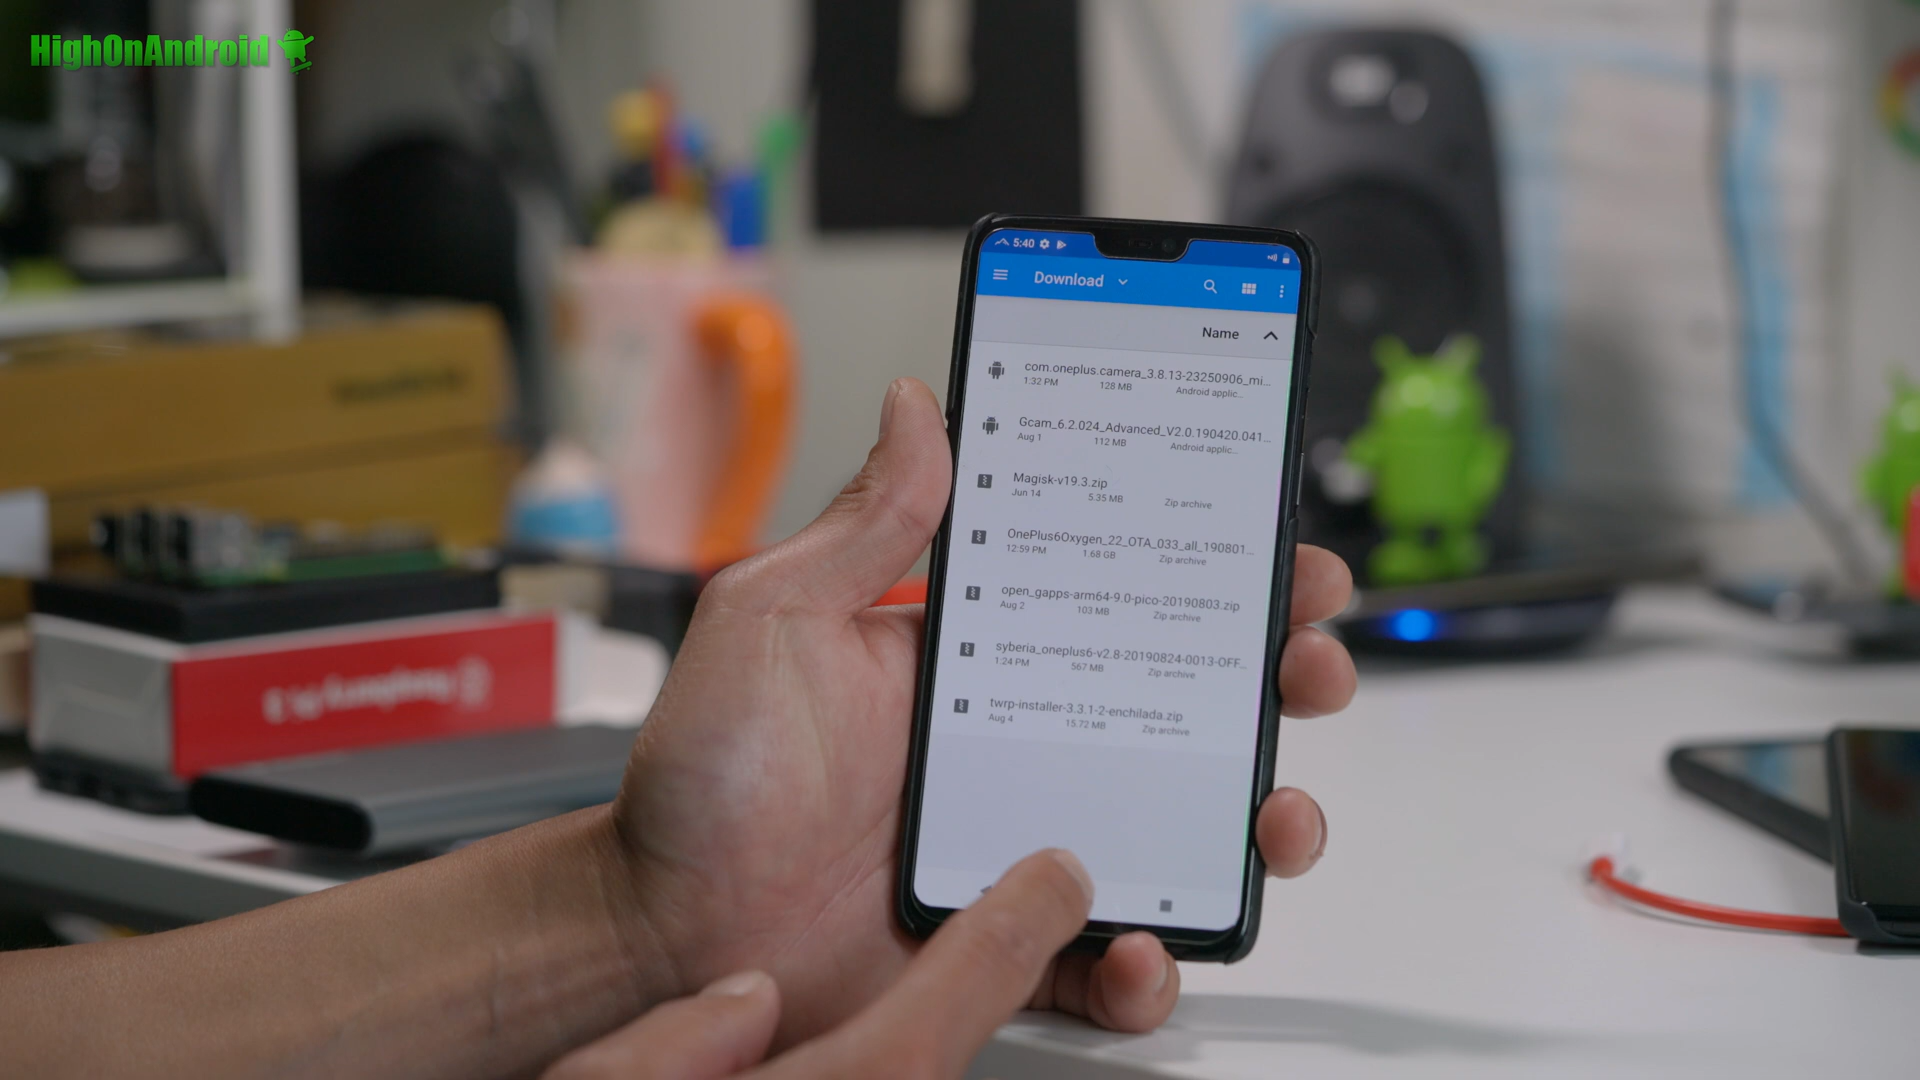 HighOnAndroid
5:40
Download
Name
com.oneplus.camera_3.8.13-23250906_mi...
1:32 PM 128 MB Android applic...
Gcam_6.2.024_Advanced_V2.0.190420.041...
Aug 1 112 MB Android applic...
Magisk-v19.3.zip
Jun 14 5.35 MB Zip archive
OnePlus6Oxygen_22_OTA_033_all_190801...
12:59 PM 1.68 GB Zip archive
open_gapps-arm64-9.0-pico-20190803.zip
Aug 2 103 MB Zip archive
syberia_oneplus6-v2.8-20190824-0013-OFF...
1:24 PM 567 MB Zip archive
twrp-installer-3.3.1-2-enchilada.zip
Aug 4 15.72 MB Zip archive